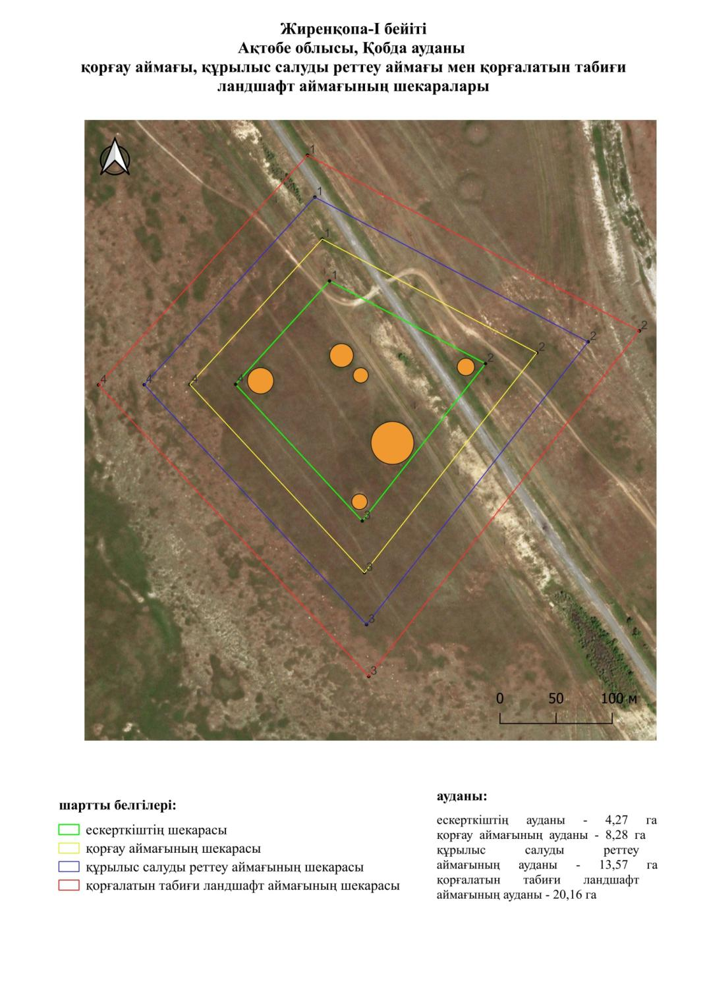 Жиренқопа-І бейіті
Ақтөбе облысы, Қобда ауданы
қорғау аймағы, құрылыс салуды реттеу аймағы мен қорғалатын табиғи
ландшафт аймағының шекаралары
1
1
1
1
2
2
2
2
4
4
4
4
3
3
3
3
0 50 100 м
шартты белгілері:
ескерткіштің шекарасы
қорғау аймағының шекарасы
құрылыс салуды реттеу аймағының шекарасы
қорғалатын табиғи ландшафт аймағының шекарасы
ауданы:
ескерткіштің ауданы - 4,27 га
қорғау аймағының ауданы - 8,28 га
құрылыс салуды реттеу
аймағының ауданы - 13,57 га
қорғалатын табиғи ландшафт
аймағының ауданы - 20,16 га